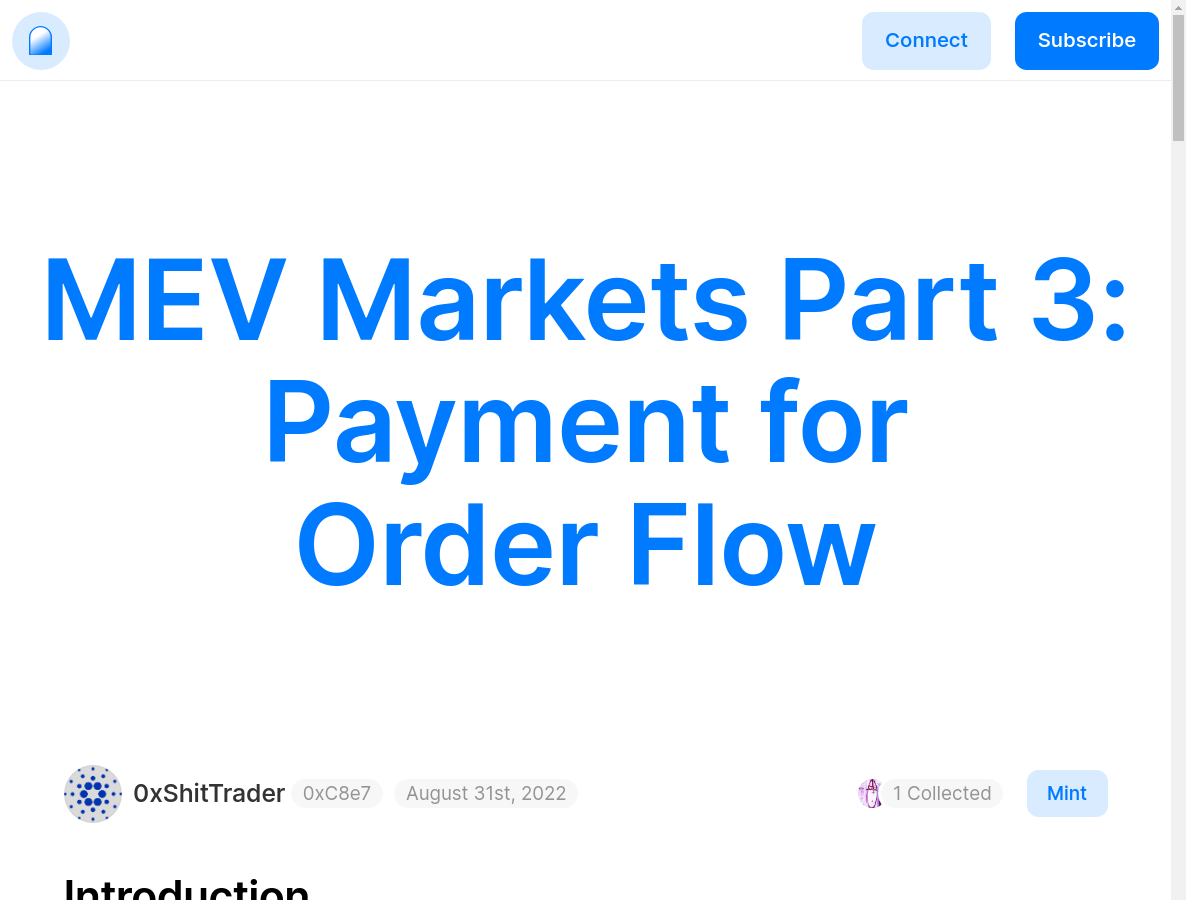 Connect
Subscribe
MEV Markets Part 3:
Payment for
Order Flow
0xShitTrader 0xC8e7 August 31st, 2022 1 Collected Mint
Introduction